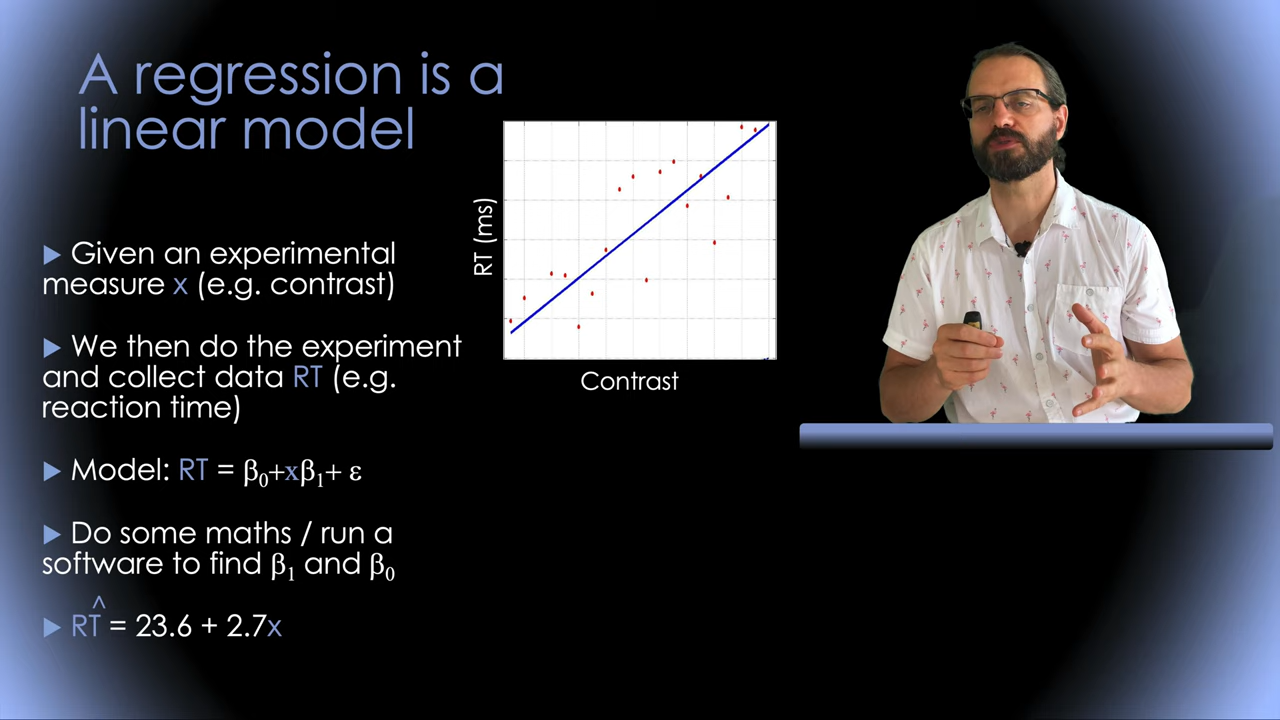 A regression is a
linear model
▶ Given an experimental
measure x (e.g. contrast)
▶ We then do the experiment
and collect data RT (e.g.
reaction time)
▶ Model: RT = β₀+xβ₁+ ε
▶ Do some maths / run a
software to find β₁ and β₀
▶ RT̂ = 23.6 + 2.7x
RT (ms)
Contrast